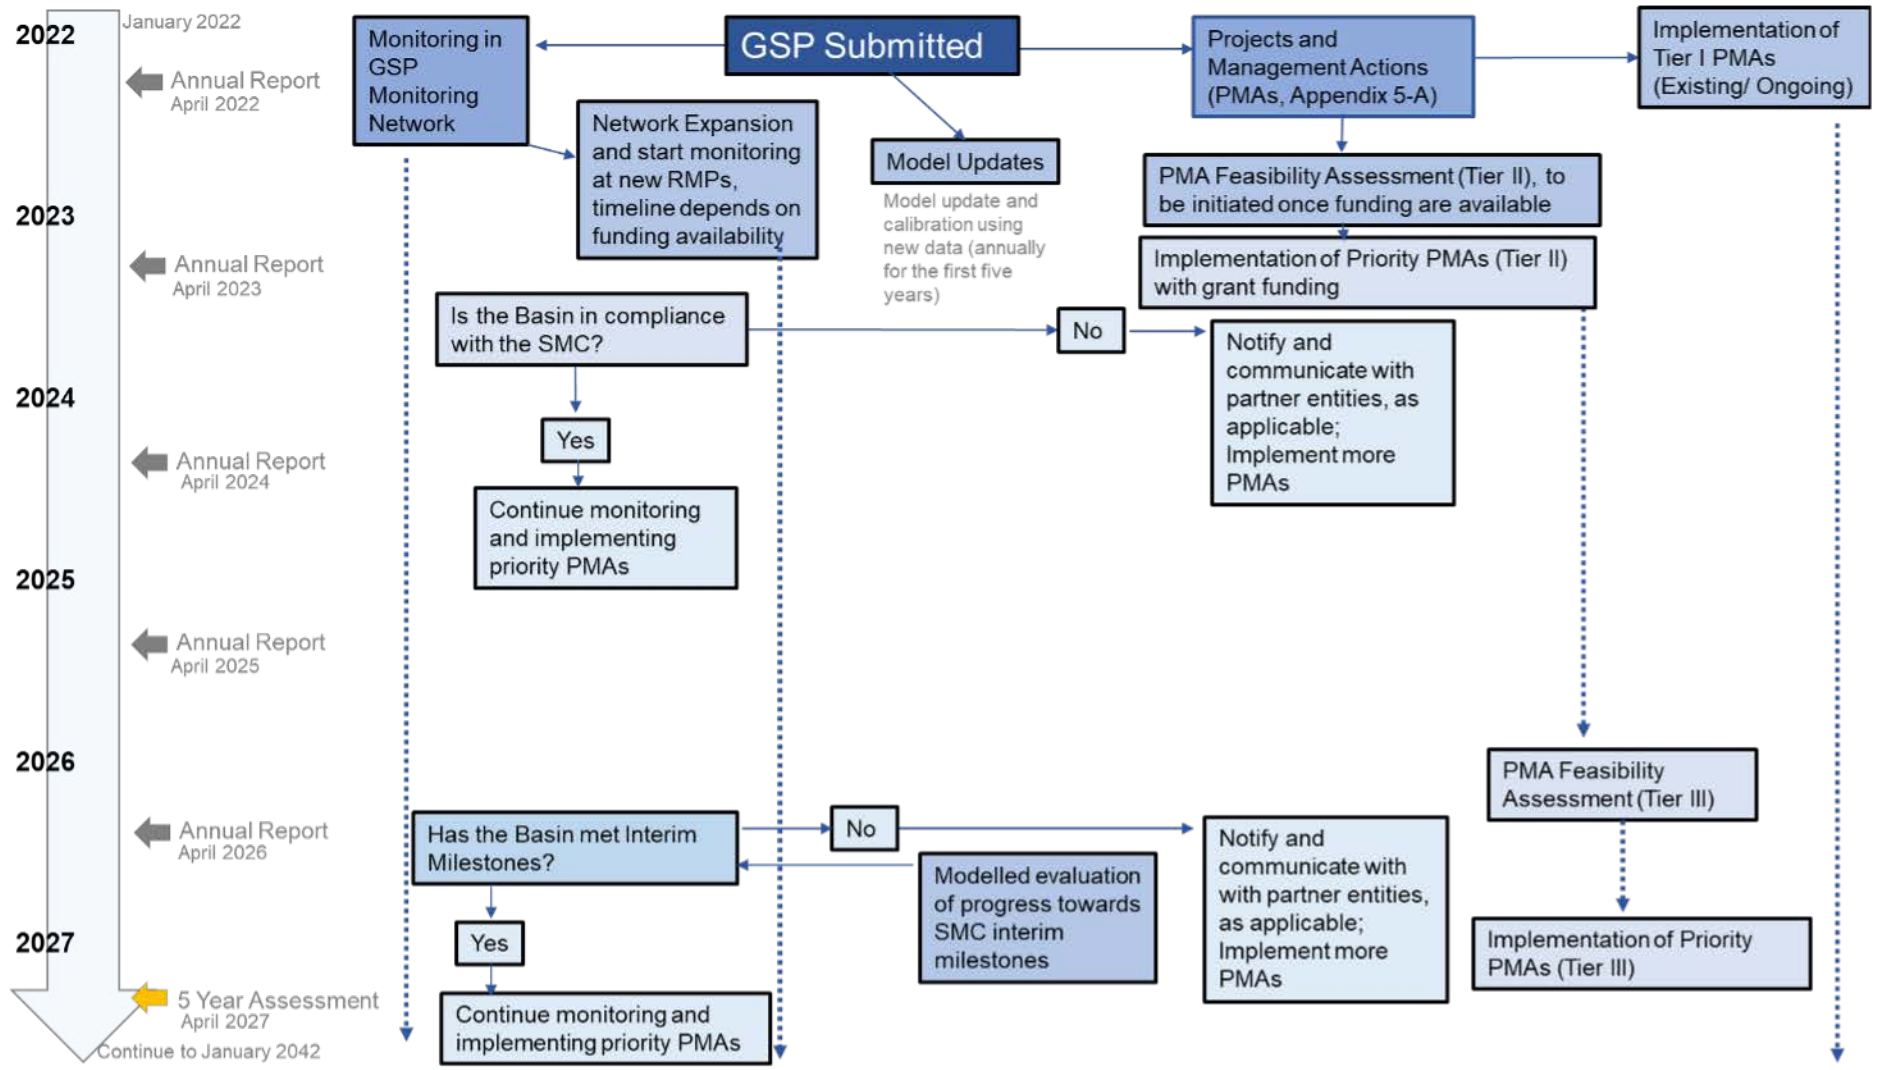 2022
January 2022
Annual Report
April 2022
2023
Annual Report
April 2023
2024
Annual Report
April 2024
2025
Annual Report
April 2025
2026
Annual Report
April 2026
2027
5 Year Assessment
April 2027
Continue to January 2042
GSP Submitted
Monitoring in
GSP
Monitoring
Network
Network Expansion
and start monitoring
at new RMPs,
timeline depends on
funding availability
Model Updates
Model update and
calibration using
new data (annually
for the first five
years)
Projects and
Management Actions
(PMAs, Appendix 5-A)
Implementation of
Tier I PMAs
(Existing/ Ongoing)
PMA Feasibility Assessment (Tier II), to
be initiated once funding are available
Implementation of Priority PMAs (Tier II)
with grant funding
Is the Basin in compliance
with the SMC?
No
Notify and
communicate with
partner entities, as
applicable;
Implement more
PMAs
Yes
Continue monitoring
and implementing
priority PMAs
PMA Feasibility
Assessment (Tier III)
Implementation of Priority
PMAs (Tier III)
Has the Basin met Interim
Milestones?
No
Modelled evaluation
of progress towards
SMC interim
milestones
Notify and
communicate with
with partner entities,
as applicable;
Implement more
PMAs
Yes
Continue monitoring and
implementing priority PMAs